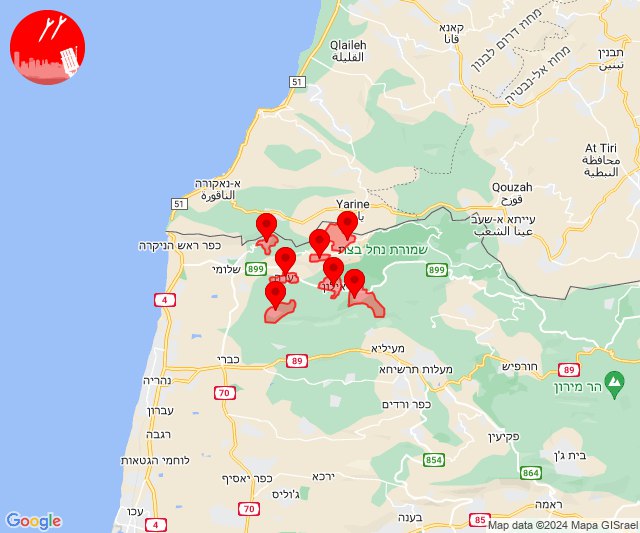 מחוז דרום לבנון
קאנא
قانا
Qlaileh
القليلة
מחוז אל-נבטיה
תבנין
تبنين
51
At Tiri
محافظة
النبطية
א-נאקורה
الناقورة
Qouzah
قوزح
51
Yarine
עייתא א-שעב
عيتا الشعب
כפר ראש הניקרה
שמורת נחל בצת
שלומי
899
899
אילון
4
מעיליא
89
כברי
מעלות תרשיחא
חורפיש
89
נהריה
70
הר מירון
כפר ורדים
עברון
רגבה
פקיעין
בית ג'ן
לוחמי הגטאות
854
864
ירכא
כפר יאסיף
ג'וליס
ראמה
עכו
70
4
בענה
85
Google
Map data ©2024 Mapa GISrael